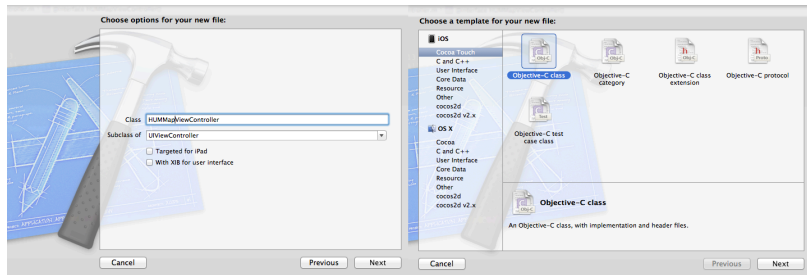 Choose options for your new file:
Class HUMMapViewController
Subclass of UIViewController
Targeted for iPad
With XIB for user interface
Cancel Previous Next
Choose a template for your new file:
iOS
Cocoa Touch
C and C++
User Interface
Core Data
Resource
Other
cocos2d
cocos2d v2.x
OS X
Cocoa
C and C++
User Interface
Core Data
Resource
Other
cocos2d
cocos2d v2.x
Objective-C class
Objective-C
category
Objective-C class
extension
Objective-C protocol
Objective-C test
case class
Objective-C class
An Objective-C class, with implementation and header files.
Cancel Previous Next